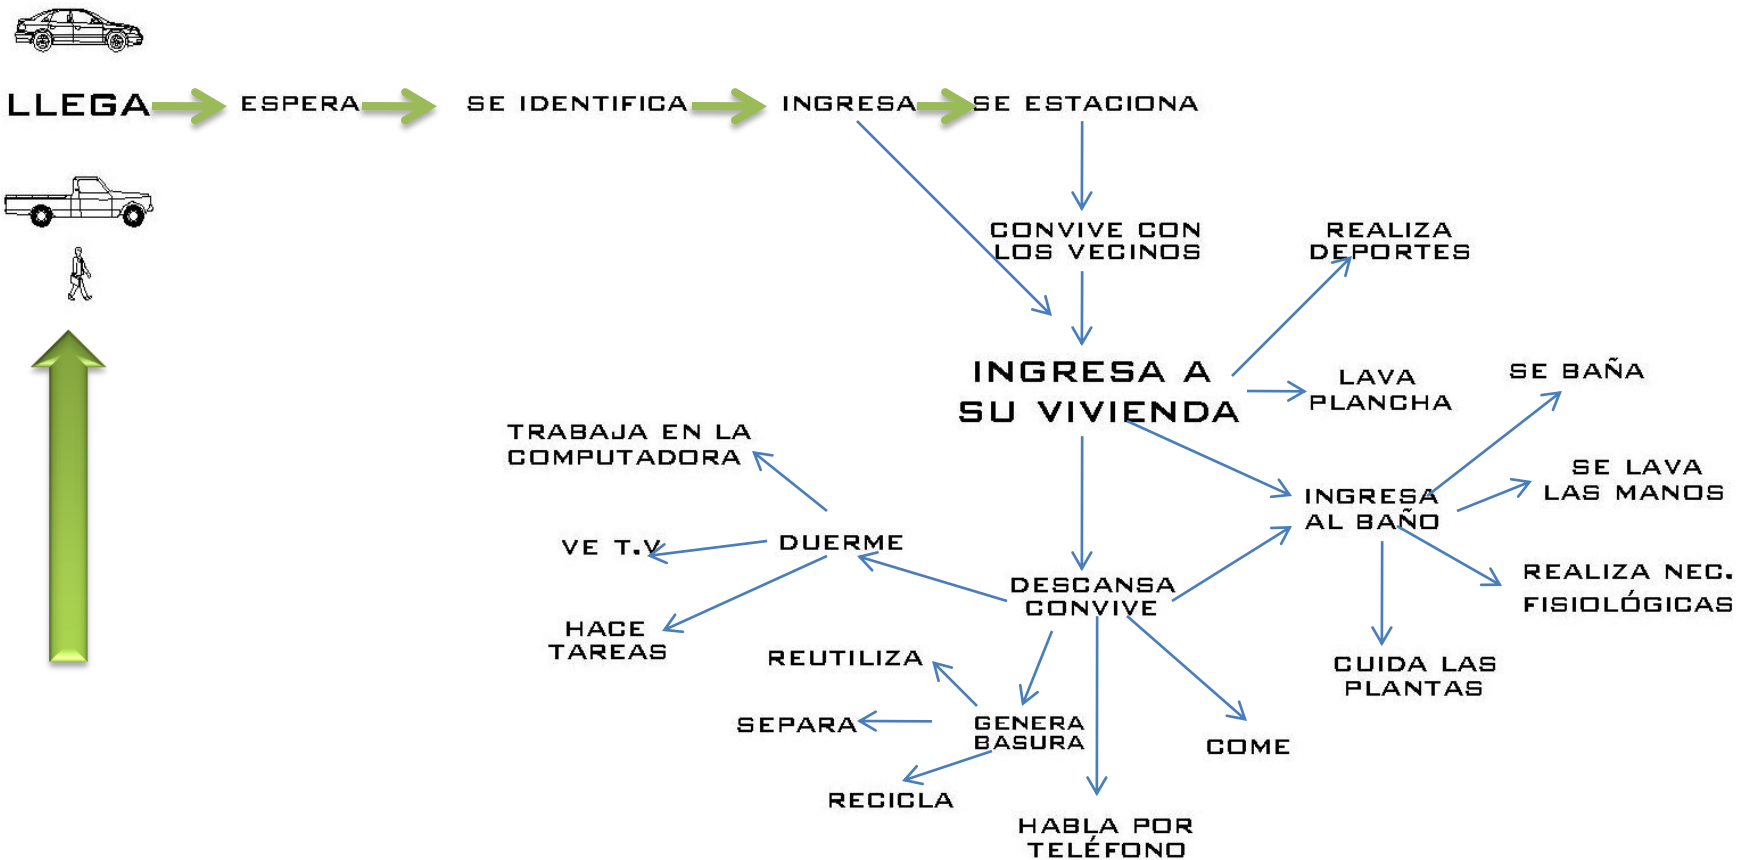 LLEGA
ESPERA
SE IDENTIFICA
INGRESA
SE ESTACIONA
CONVIVE CON
LOS VECINOS
REALIZA
DEPORTES
INGRESA A
SU VIVIENDA
LAVA
PLANCHA
SE BAÑA
TRABAJA EN LA
COMPUTADORA
SE LAVA
LAS MANOS
INGRESA
AL BAÑO
VE T.V
DUERME
DESCANSA
CONVIVE
REALIZA NEC.
FISIOLÓGICAS
HACE
TAREAS
REUTILIZA
CUIDA LAS
PLANTAS
SEPARA
GENERA
BASURA
COME
RECICLA
HABLA POR
TELÉFONO